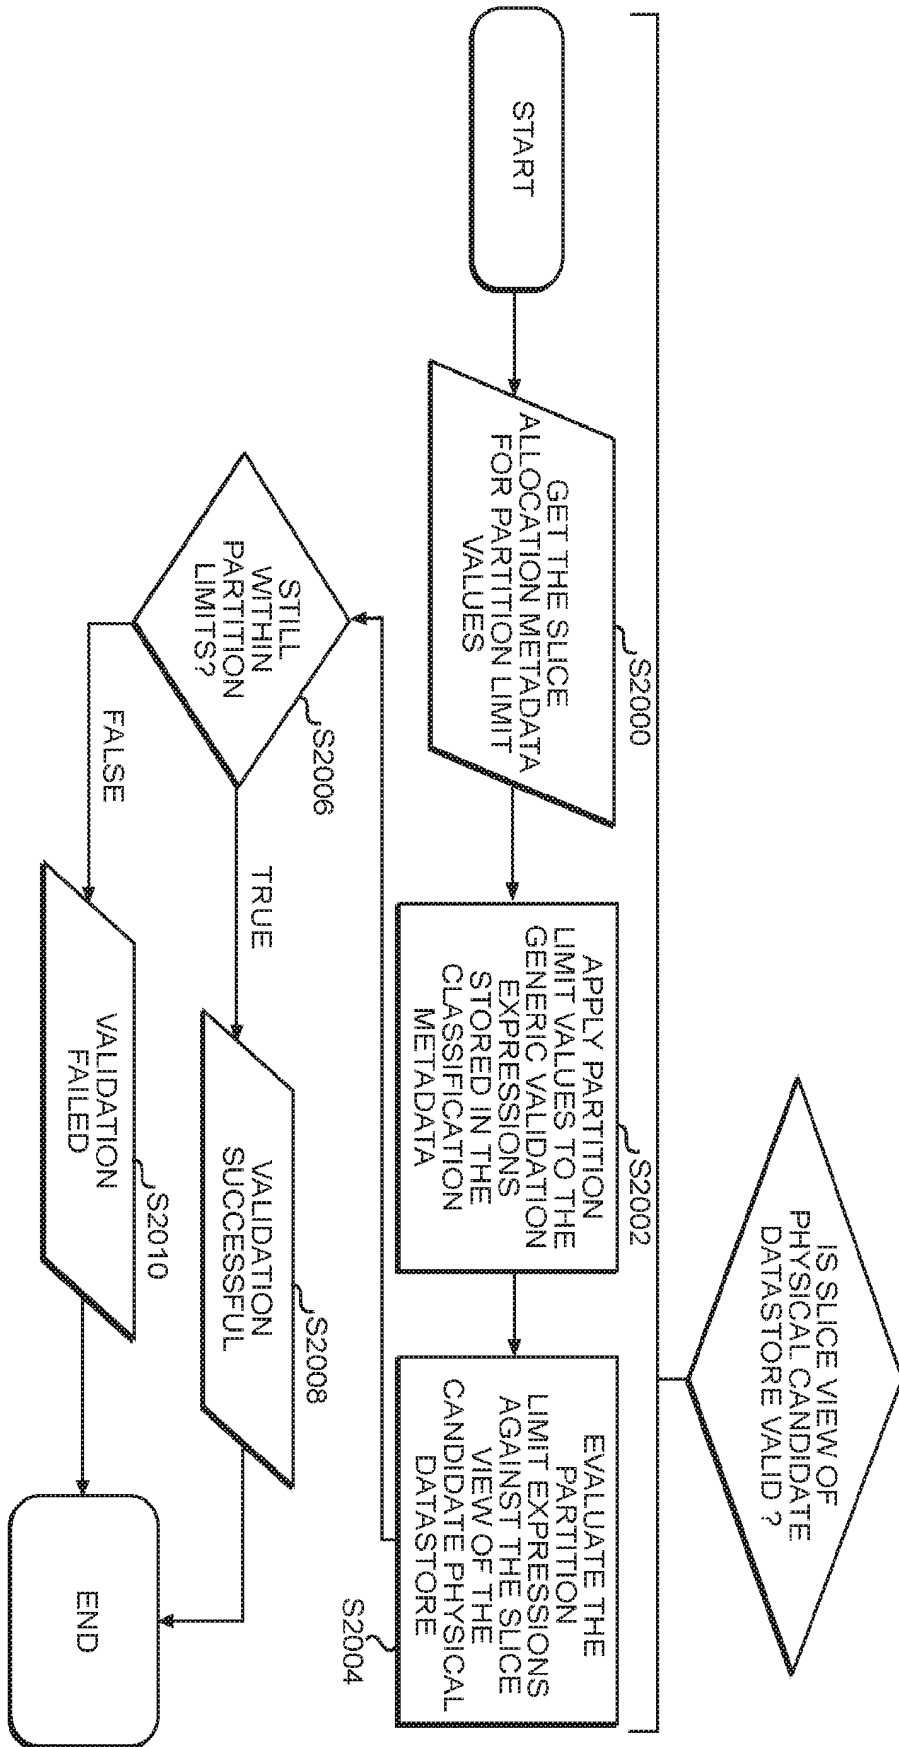 IS SLICE VIEW OF
PHYSICAL CANDIDATE
DATASTORE VALID ?
START
GET THE SLICE
ALLOCATION METADATA
FOR PARTITION LIMIT
VALUES
S2000
APPLY PARTITION
LIMIT VALUES TO THE
GENERIC VALIDATION
EXPRESSIONS
STORED IN THE
CLASSIFICATION
METADATA
S2002
EVALUATE THE
PARTITION
LIMIT EXPRESSIONS
AGAINST THE SLICE
VIEW OF THE
CANDIDATE PHYSICAL
DATASTORE
S2004
STILL
WITHIN
PARTITION
LIMITS?
S2006
TRUE
VALIDATION
SUCCESSFUL
S2008
FALSE
VALIDATION
FAILED
S2010
END